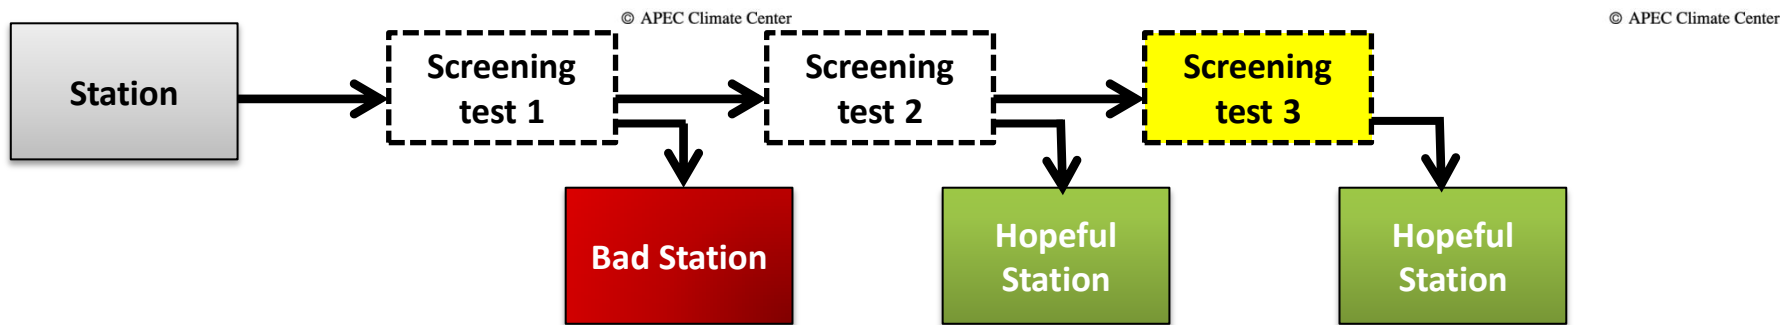 © APEC Climate Center
© APEC Climate Center
Station
Screening
test 1
Screening
test 2
Screening
test 3
Bad Station
Hopeful
Station
Hopeful
Station